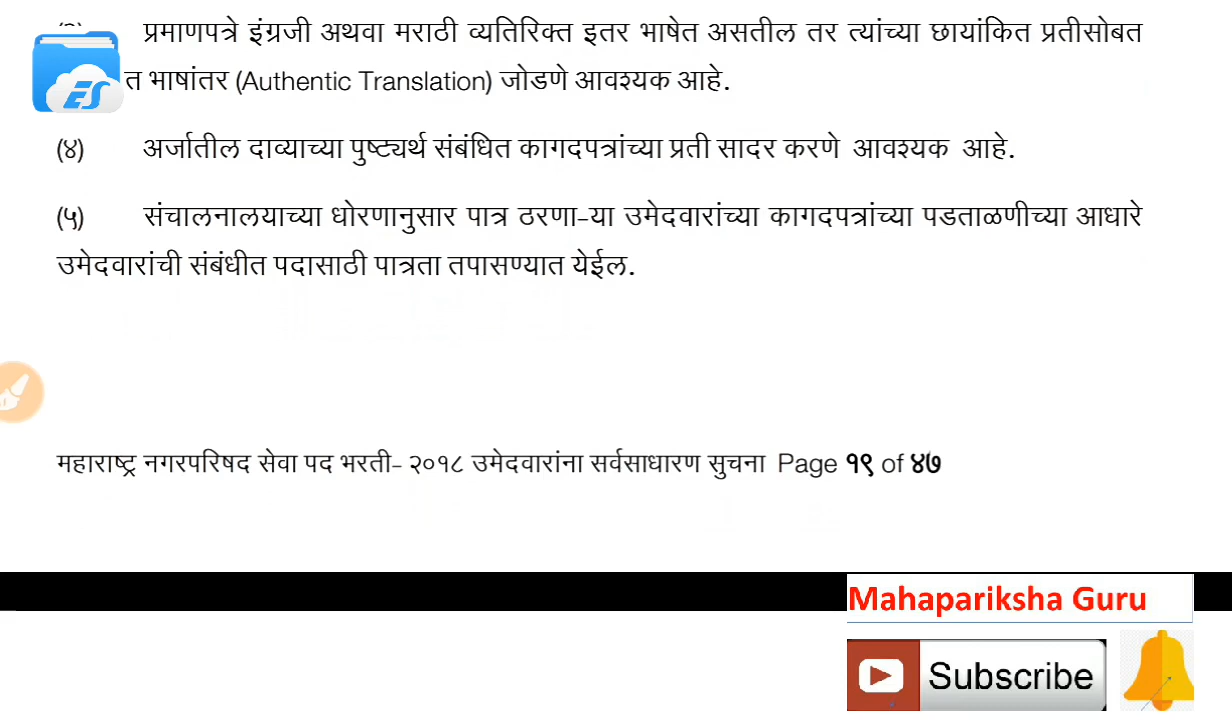 प्रमाणपत्रे इंग्रजी अथवा मराठी व्यतिरिक्त इतर भाषेत असतील तर त्यांच्या छायांकित प्रतीसोबत
त भाषांतर (Authentic Translation) जोडणे आवश्यक आहे.
(४) अर्जातील दाव्याच्या पुष्ट्यर्थ संबंधित कागदपत्रांच्या प्रती सादर करणे आवश्यक आहे.
(५) संचालनालयाच्या धोरणानुसार पात्र ठरणा-या उमेदवारांच्या कागदपत्रांच्या पडताळणीच्या आधारे
उमेदवारांची संबंधीत पदासाठी पात्रता तपासण्यात येईल.
महाराष्ट्र नगरपरिषद सेवा पद भरती- २०१८ उमेदवारांना सर्वसाधारण सुचना Page १९ of ४७
Mahapariksha Guru
Subscribe
ES